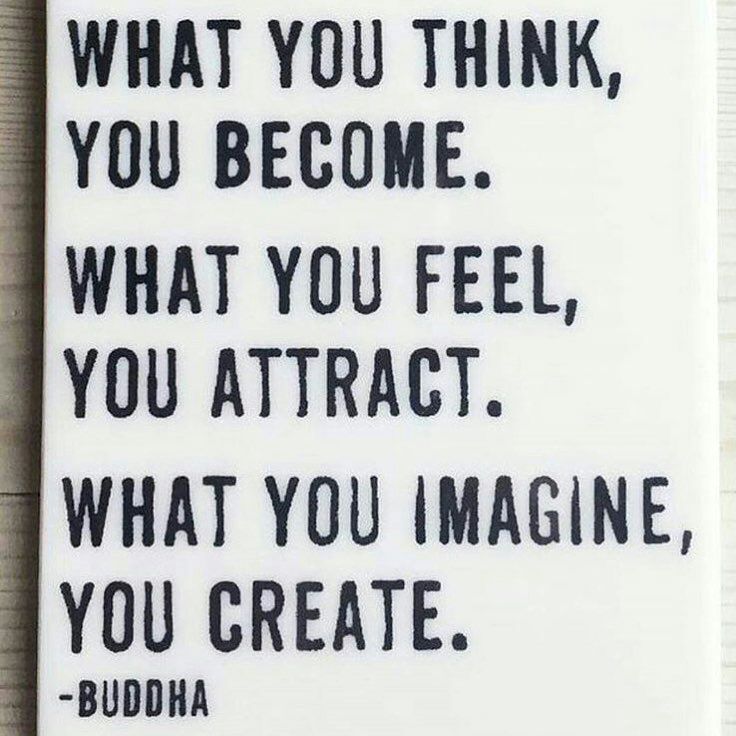 WHAT YOU THINK,
YOU BECOME.
WHAT YOU FEEL,
YOU ATTRACT.
WHAT YOU IMAGINE,
YOU CREATE.
-BUDDHA